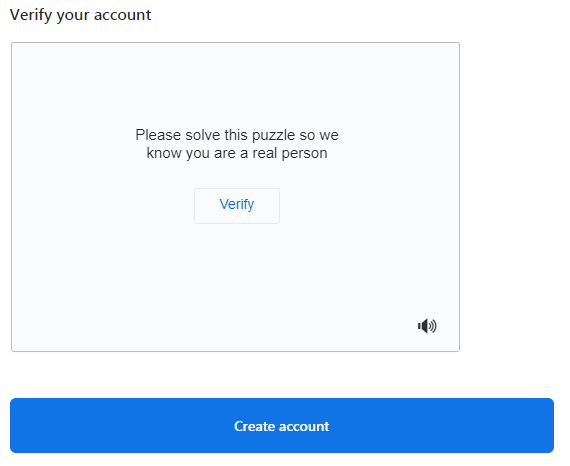 Verify your account
Please solve this puzzle so we
know you are a real person
Verify
Create account